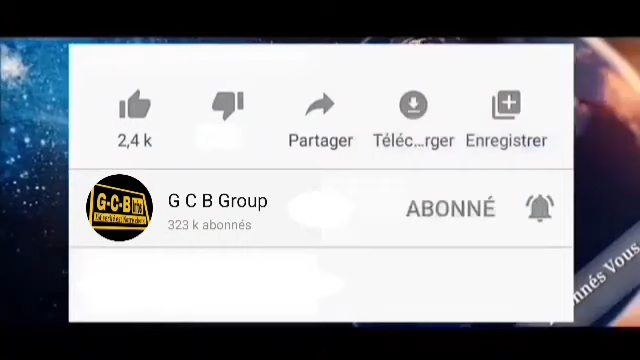 2,4 k
Partager
Téléc...rger
Enregistrer
G-C-B
G C B Group
323 k abonnés
ABONNÉ
nnés Vous